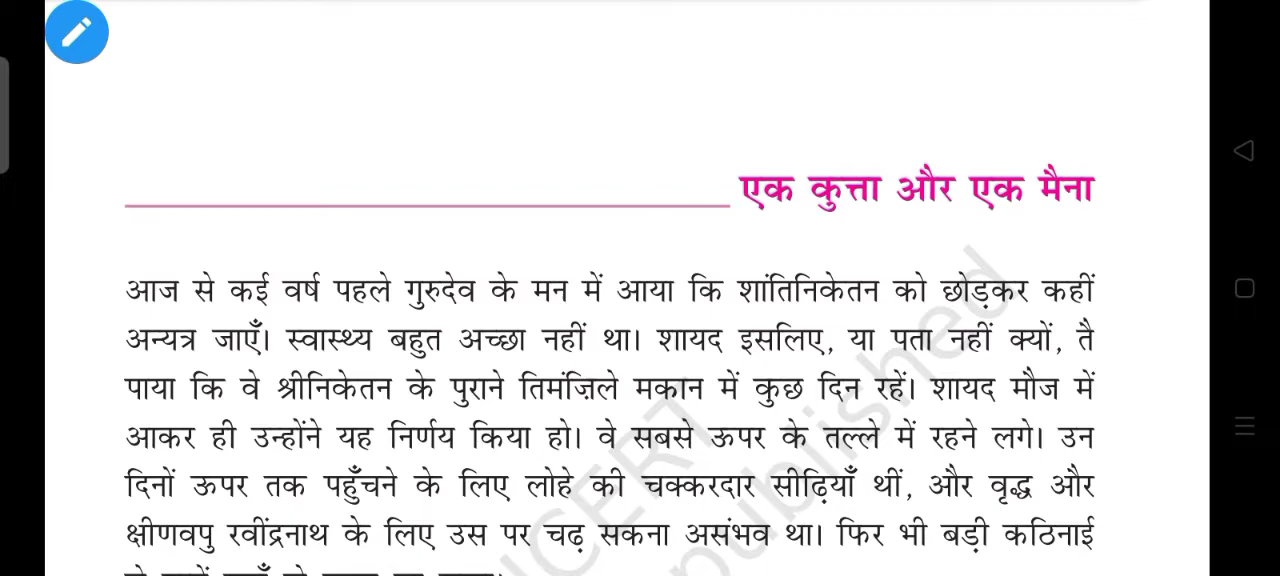 एक कुत्ता और एक मैना
आज से कई वर्ष पहले गुरुदेव के मन में आया कि शांतिनिकेतन को छोड़कर कहीं
अन्यत्र जाएँ। स्वास्थ्य बहुत अच्छा नहीं था। शायद इसलिए, या पता नहीं क्यों, तै
पाया कि वे श्रीनिकेतन के पुराने तिमंज़िले मकान में कुछ दिन रहें। शायद मौज में
आकर ही उन्होंने यह निर्णय किया हो। वे सबसे ऊपर के तल्ले में रहने लगे। उन
दिनों ऊपर तक पहुँचने के लिए लोहे की चक्करदार सीढ़ियाँ थीं, और वृद्ध और
क्षीणवपु रवींद्रनाथ के लिए उस पर चढ़ सकना असंभव था। फिर भी बड़ी कठिनाई
NCERT
published